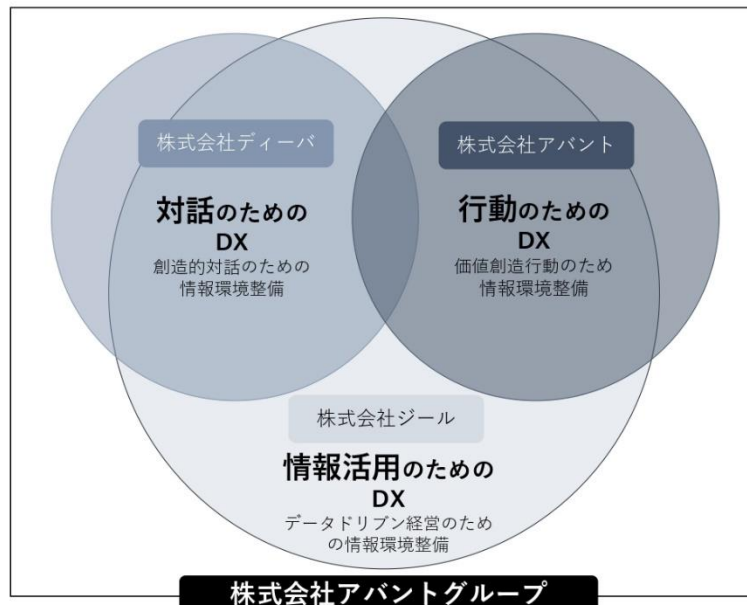 株式会社ディーバ
対話のための
DX
創造的対話のための
情報環境整備
株式会社アバント
行動のための
DX
価値創造行動のため
情報環境整備
株式会社ジール
情報活用のための
DX
データドリブン経営のため
の情報環境整備
株式会社アバントグループ